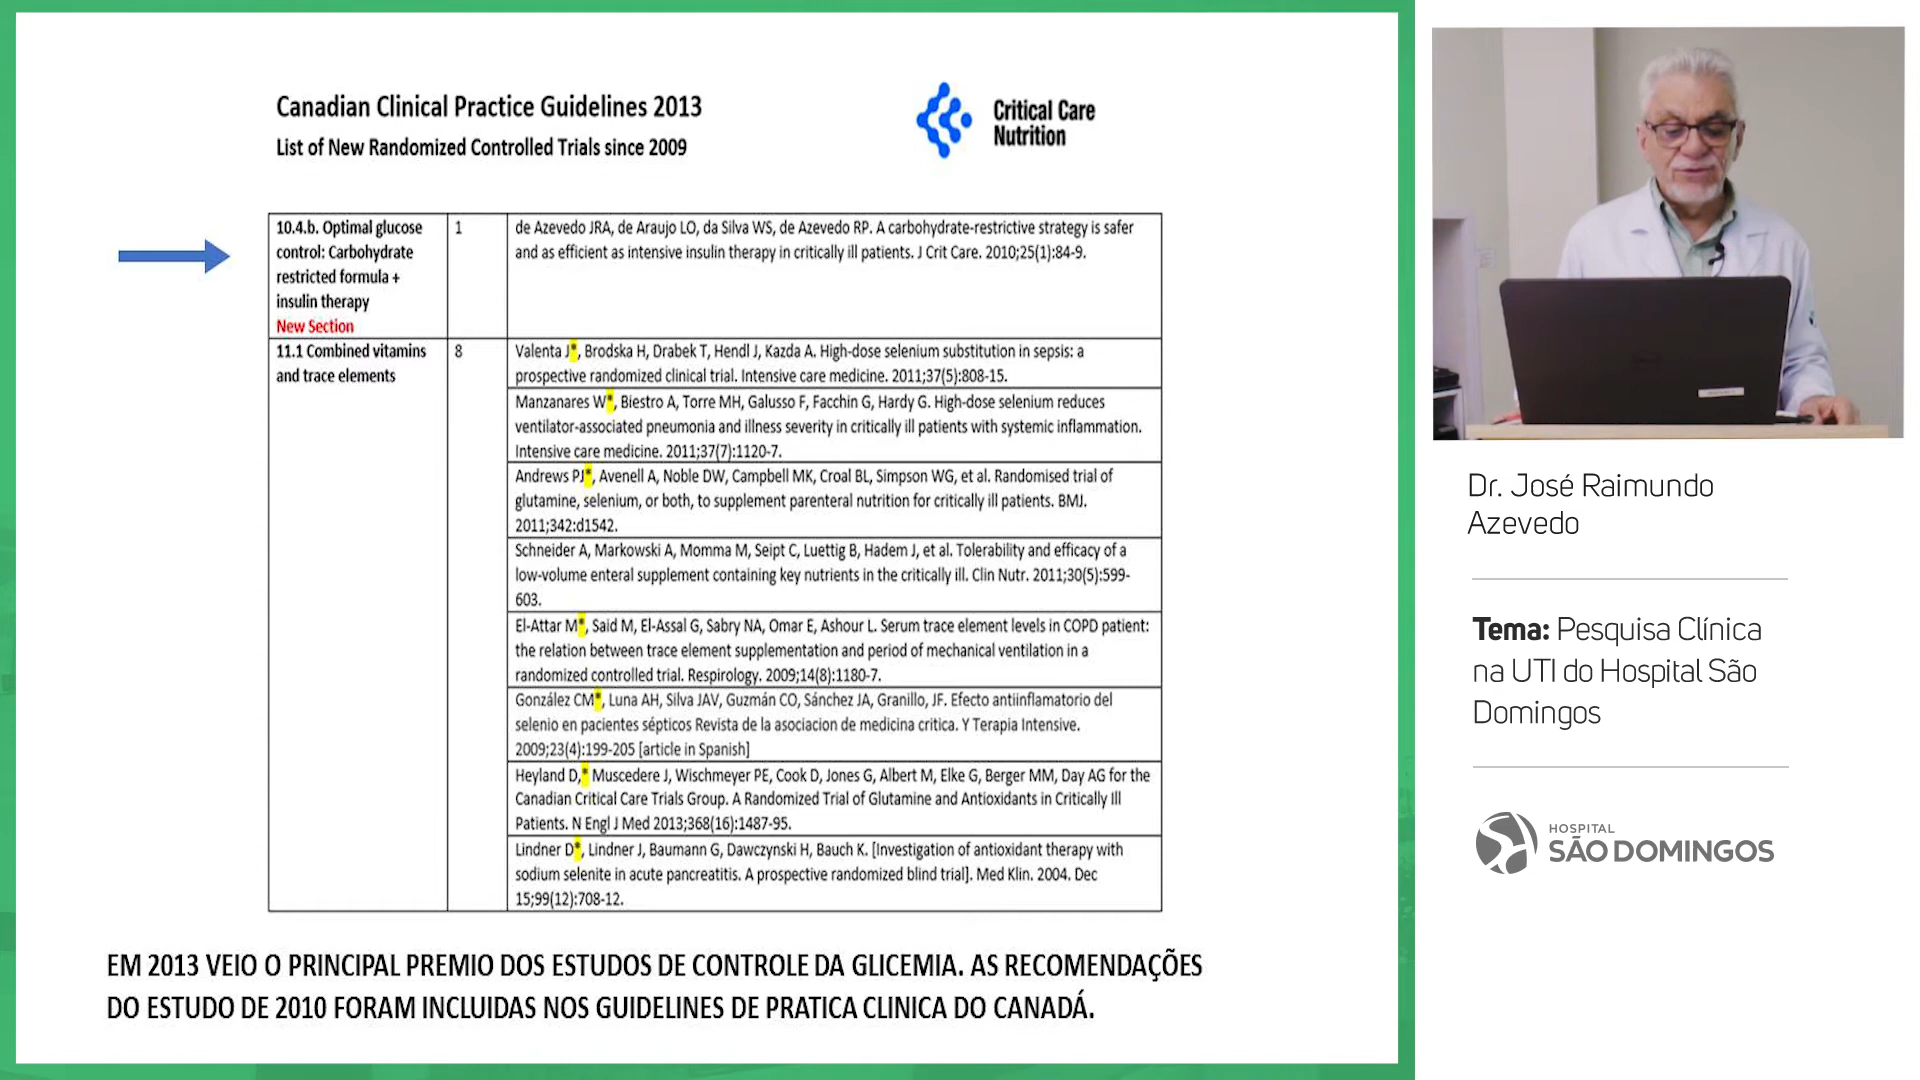 Canadian Clinical Practice Guidelines 2013
List of New Randomized Controlled Trials since 2009
Critical Care
Nutrition
10.4.b. Optimal glucose
control: Carbohydrate
restricted formula +
insulin therapy
New Section
1
de Azevedo JRA, de Araujo LO, da Silva WS, de Azevedo RP. A carbohydrate-restrictive strategy is safer
and as efficient as intensive insulin therapy in critically ill patients. J Crit Care. 2010;25(1):84-9.
11.1 Combined vitamins
and trace elements
8
Valenta J*, Brodska H, Drabek T, Hendl J, Kazda A. High-dose selenium substitution in sepsis: a
prospective randomized clinical trial. Intensive care medicine. 2011;37(5):808-15.
Manzanares W*, Biestro A, Torre MH, Galusso F, Facchin G, Hardy G. High-dose selenium reduces
ventilator-associated pneumonia and illness severity in critically ill patients with systemic inflammation.
Intensive care medicine. 2011;37(7):1120-7.
Andrews PJ*, Avenell A, Noble DW, Campbell MK, Croal BL, Simpson WG, et al. Randomised trial of
glutamine, selenium, or both, to supplement parenteral nutrition for critically ill patients. BMJ.
2011;342:d1542.
Schneider A, Markowski A, Momma M, Seipt C, Luettig B, Hadem J, et al. Tolerability and efficacy of a
low-volume enteral supplement containing key nutrients in the critically ill. Clin Nutr. 2011;30(5):599-
603.
El-Attar M*, Said M, El-Assal G, Sabry NA, Omar E, Ashour L. Serum trace element levels in COPD patient:
the relation between trace element supplementation and period of mechanical ventilation in a
randomized controlled trial. Respirology. 2009;14(8):1180-7.
González CM*, Luna AH, Silva JAV, Guzmán CO, Sánchez JA, Granillo, JF. Efecto antiinflamatorio del
selenio en pacientes sépticos Revista de la asociacion de medicina critica. Y Terapia Intensive.
2009;23(4):199-205 [article in Spanish]
Heyland D,* Muscedere J, Wischmeyer PE, Cook D, Jones G, Albert M, Elke G, Berger MM, Day AG for the
Canadian Critical Care Trials Group. A Randomized Trial of Glutamine and Antioxidants in Critically Ill
Patients. N Engl J Med 2013;368(16):1487-95.
Lindner D*, Lindner J, Baumann G, Dawczynski H, Bauch K. [Investigation of antioxidant therapy with
sodium selenite in acute pancreatitis. A prospective randomized blind trial]. Med Klin. 2004. Dec
15;99(12):708-12.
EM 2013 VEIO O PRINCIPAL PREMIO DOS ESTUDOS DE CONTROLE DA GLICEMIA. AS RECOMENDAÇÕES
DO ESTUDO DE 2010 FORAM INCLUIDAS NOS GUIDELINES DE PRATICA CLINICA DO CANADÁ.
Dr. José Raimundo
Azevedo
Tema: Pesquisa Clínica
na UTI do Hospital São
Domingos
HOSPITAL
SÃO DOMINGOS